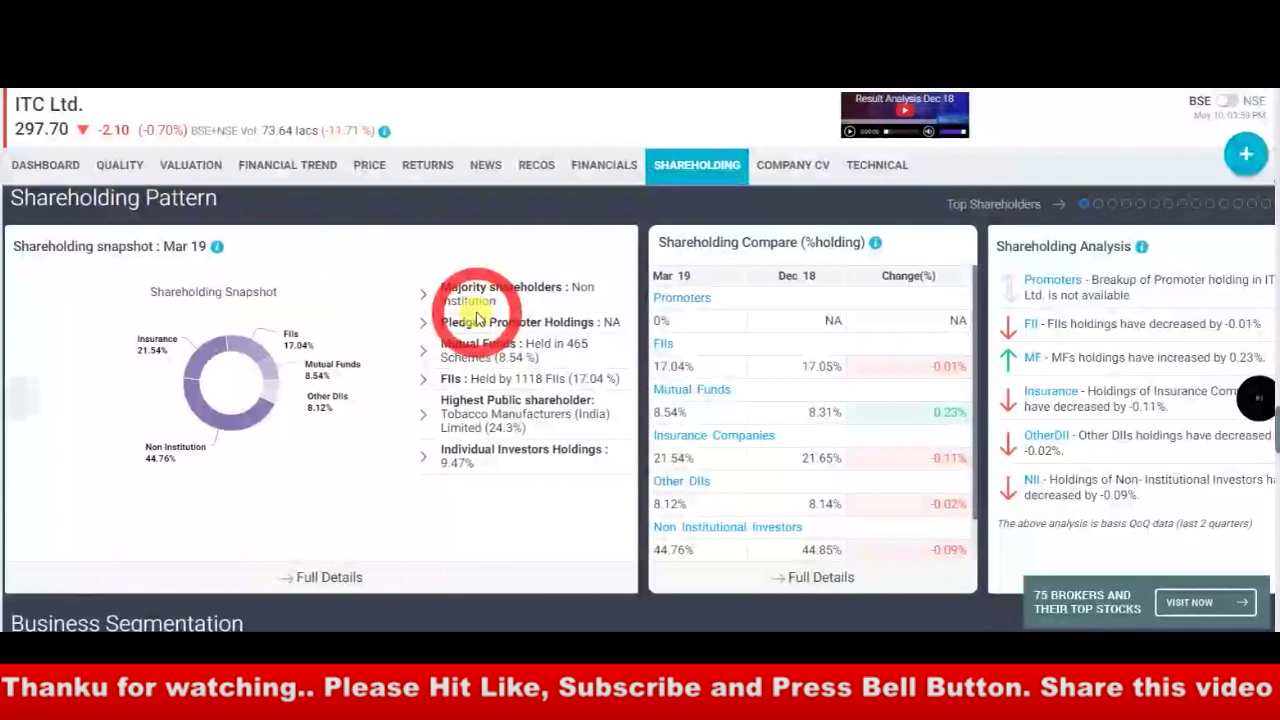 ITC Ltd.
297.70 ▼ -2.10 (-0.70%) BSE+NSE Vol: 73.64 lacs (-11.71 %)
Result Analysis Dec 18
0:00:00
BSE NSE
May 10, 03:59 PM
+
DASHBOARD QUALITY VALUATION FINANCIAL TREND PRICE RETURNS NEWS RECOS FINANCIALS SHAREHOLDING COMPANY CV TECHNICAL
Shareholding Pattern
Top Shareholders
Shareholding snapshot : Mar 19
Shareholding Snapshot
Insurance
21.54%
FIIs
17.04%
Mutual Funds
8.54%
Other DIIs
8.12%
Non Institution
44.76%
Majority shareholders : Non
Institution
Pledged Promoter Holdings : NA
Mutual Funds : Held in 465
Schemes (8.54 %)
FIIs : Held by 1118 FIIs (17.04 %)
Highest Public shareholder:
Tobacco Manufacturers (India)
Limited (24.3%)
Individual Investors Holdings :
9.47%
Full Details
Shareholding Compare (%holding)
Mar 19 Dec 18 Change(%)
Promoters
0% NA NA
FIIs
17.04% 17.05% -0.01%
Mutual Funds
8.54% 8.31% 0.23%
Insurance Companies
21.54% 21.65% -0.11%
Other DIIs
8.12% 8.14% -0.02%
Non Institutional Investors
44.76% 44.85% -0.09%
Full Details
Shareholding Analysis
Promoters - Breakup of Promoter holding in IT
Ltd. is not available
FII - FIIs holdings have decreased by -0.01%
MF - MFs holdings have increased by 0.23%.
Insurance - Holdings of Insurance Com
have decreased by -0.11%.
OtherDII - Other DIIs holdings have decreased
-0.02%.
NII - Holdings of Non- Institutional Investors ha
decreased by -0.09%.
The above analysis is basis QoQ data (last 2 quarters)
75 BROKERS AND
THEIR TOP STOCKS
VISIT NOW
Business Segmentation
Thanku for watching.. Please Hit Like, Subscribe and Press Bell Button. Share this video